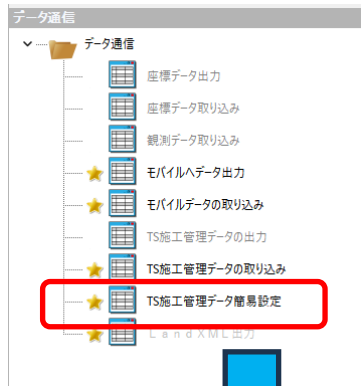 データ通信
データ通信
座標データ出力
座標データ取り込み
観測データ取り込み
モバイルへデータ出力
モバイルデータの取り込み
TS施工管理データの出力
TS施工管理データの取り込み
TS施工管理データ簡易設定
ＬａｎｄＸＭＬ出力